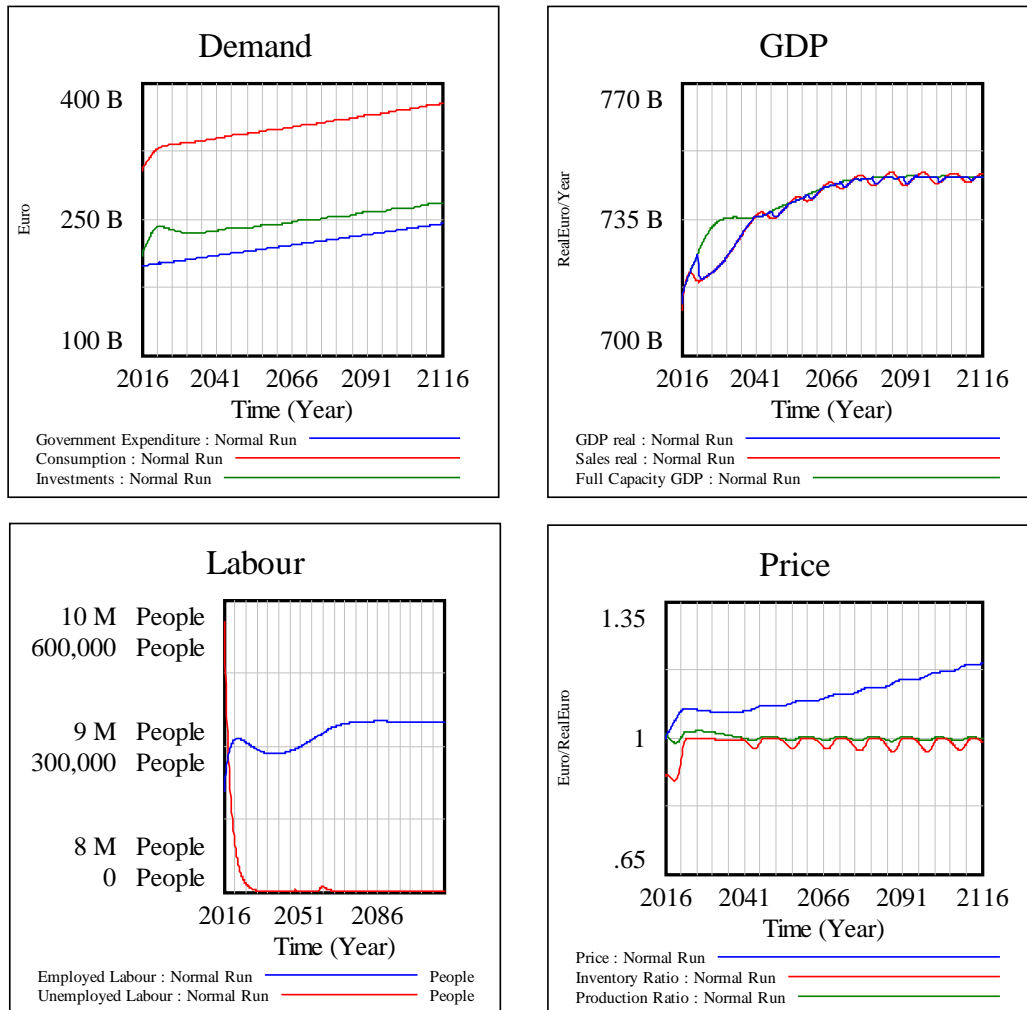 Demand
400 B
250 B
100 B
Euro
2016 2041 2066 2091 2116
Time (Year)
Government Expenditure : Normal Run
Consumption : Normal Run
Investments : Normal Run
GDP
770 B
735 B
700 B
RealEuro/Year
2016 2041 2066 2091 2116
Time (Year)
GDP real : Normal Run
Sales real : Normal Run
Full Capacity GDP : Normal Run
Labour
10 M People
600,000 People
9 M People
300,000 People
8 M People
0 People
2016 2051 2086
Time (Year)
Employed Labour : Normal Run People
Unemployed Labour : Normal Run People
Price
1.35
1
.65
Euro/RealEuro
2016 2041 2066 2091 2116
Time (Year)
Price : Normal Run
Inventory Ratio : Normal Run
Production Ratio : Normal Run